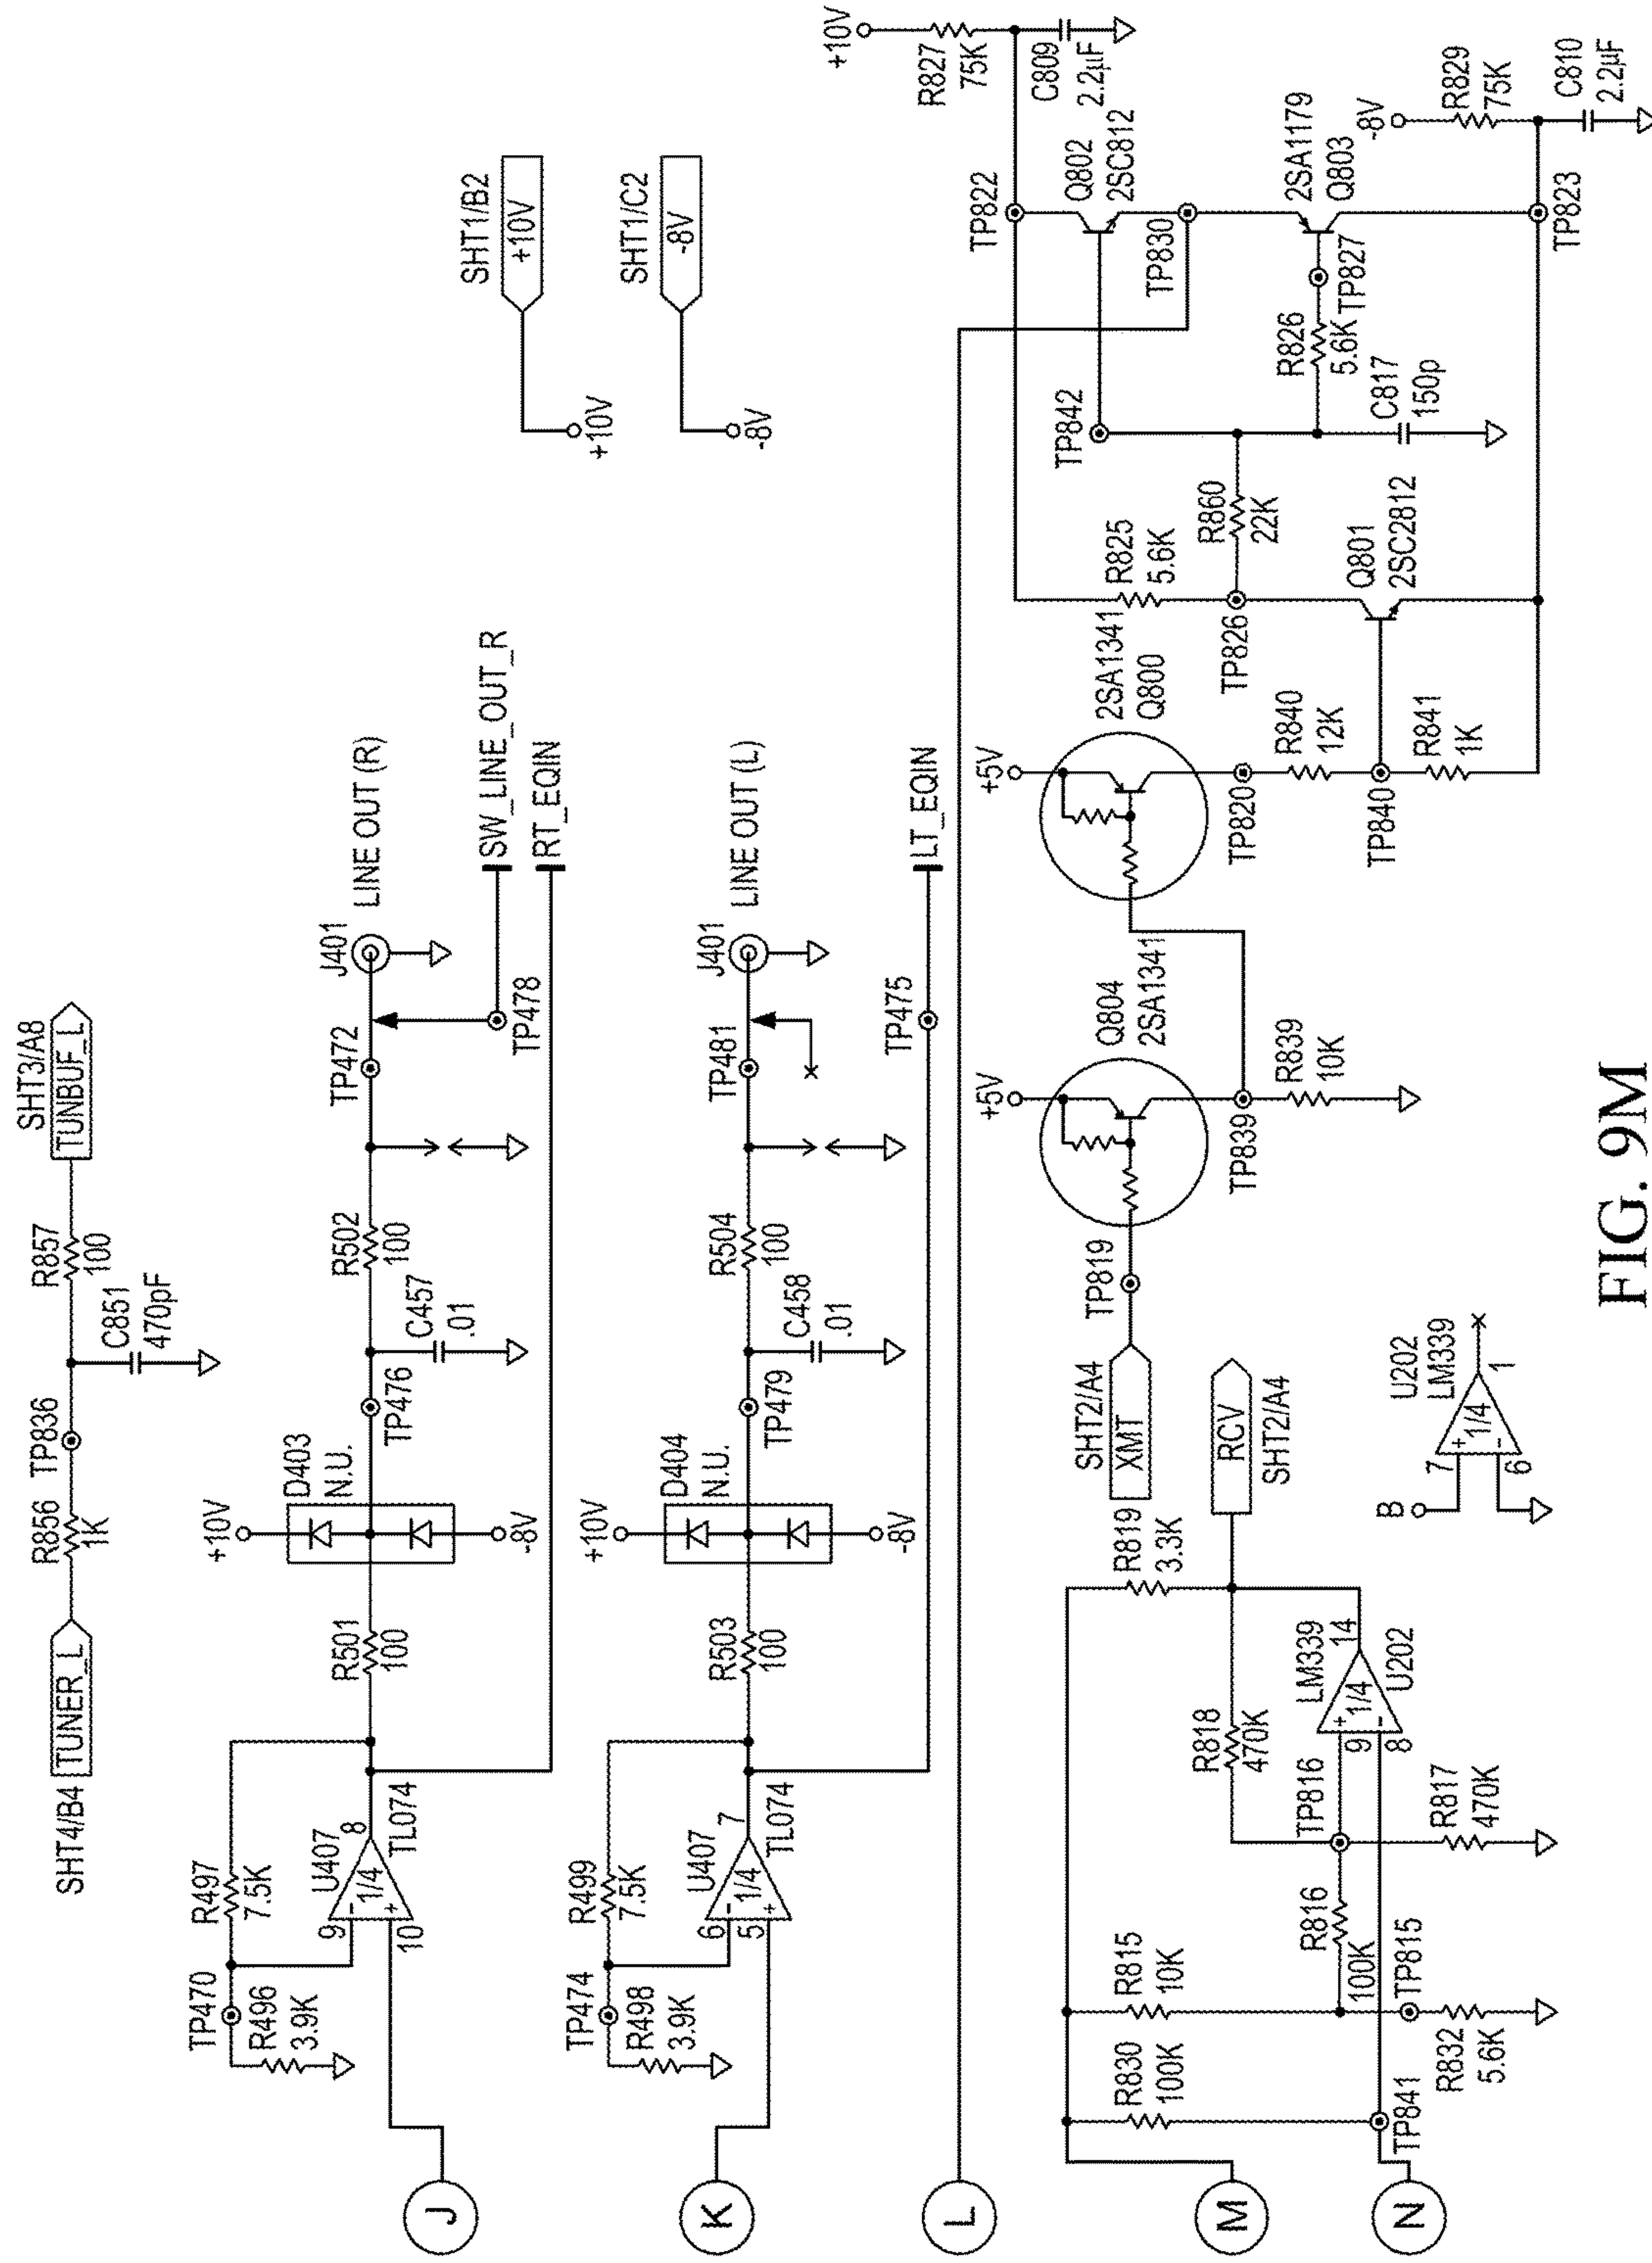 SHT4/B4
TUNER_L
R856
1K
TP836
C851
470pF
R857
100
SHT3/A8
TUNBUF_L
SHT1/B2
+10V
+10V
SHT1/C2
-8V
-8V
J
TP470
R496
3.9K
R497
7.5K
9
-
+
10
U407
1/4
8
TL074
R501
100
+10V
D403
N.U.
-8V
TP476
C457
.01
R502
100
TP472
J401
LINE OUT (R)
TP478
SW_LINE_OUT_R
RT_EQIN
K
TP474
R498
3.9K
R499
7.5K
6
-
+
5
U407
1/4
7
TL074
R503
100
+10V
D404
N.U.
-8V
TP479
C458
.01
R504
100
TP481
J401
LINE OUT (L)
TP475
LT_EQIN
L
M
N
R830
100K
TP841
R815
10K
R816
100K
TP815
R832
5.6K
TP816
R817
470K
R818
470K
9
+
-
8
LM339
1/4
14
U202
R819
3.3K
RCV
SHT2/A4
SHT2/A4
XMT
TP819
B
7
+
-
6
U202
LM339
1/4
1
+5V
Q804
2SA1341
TP839
R839
10K
+5V
2SA1341
Q800
TP820
R840
12K
TP840
R841
1K
R825
5.6K
TP826
R860
22K
Q801
2SC2812
TP842
R826
5.6K
C817
150p
TP827
TP822
Q802
2SC812
TP830
2SA1179
Q803
TP823
+10V
R827
75K
C809
2.2µF
-8V
R829
75K
C810
2.2µF
FIG. 9M